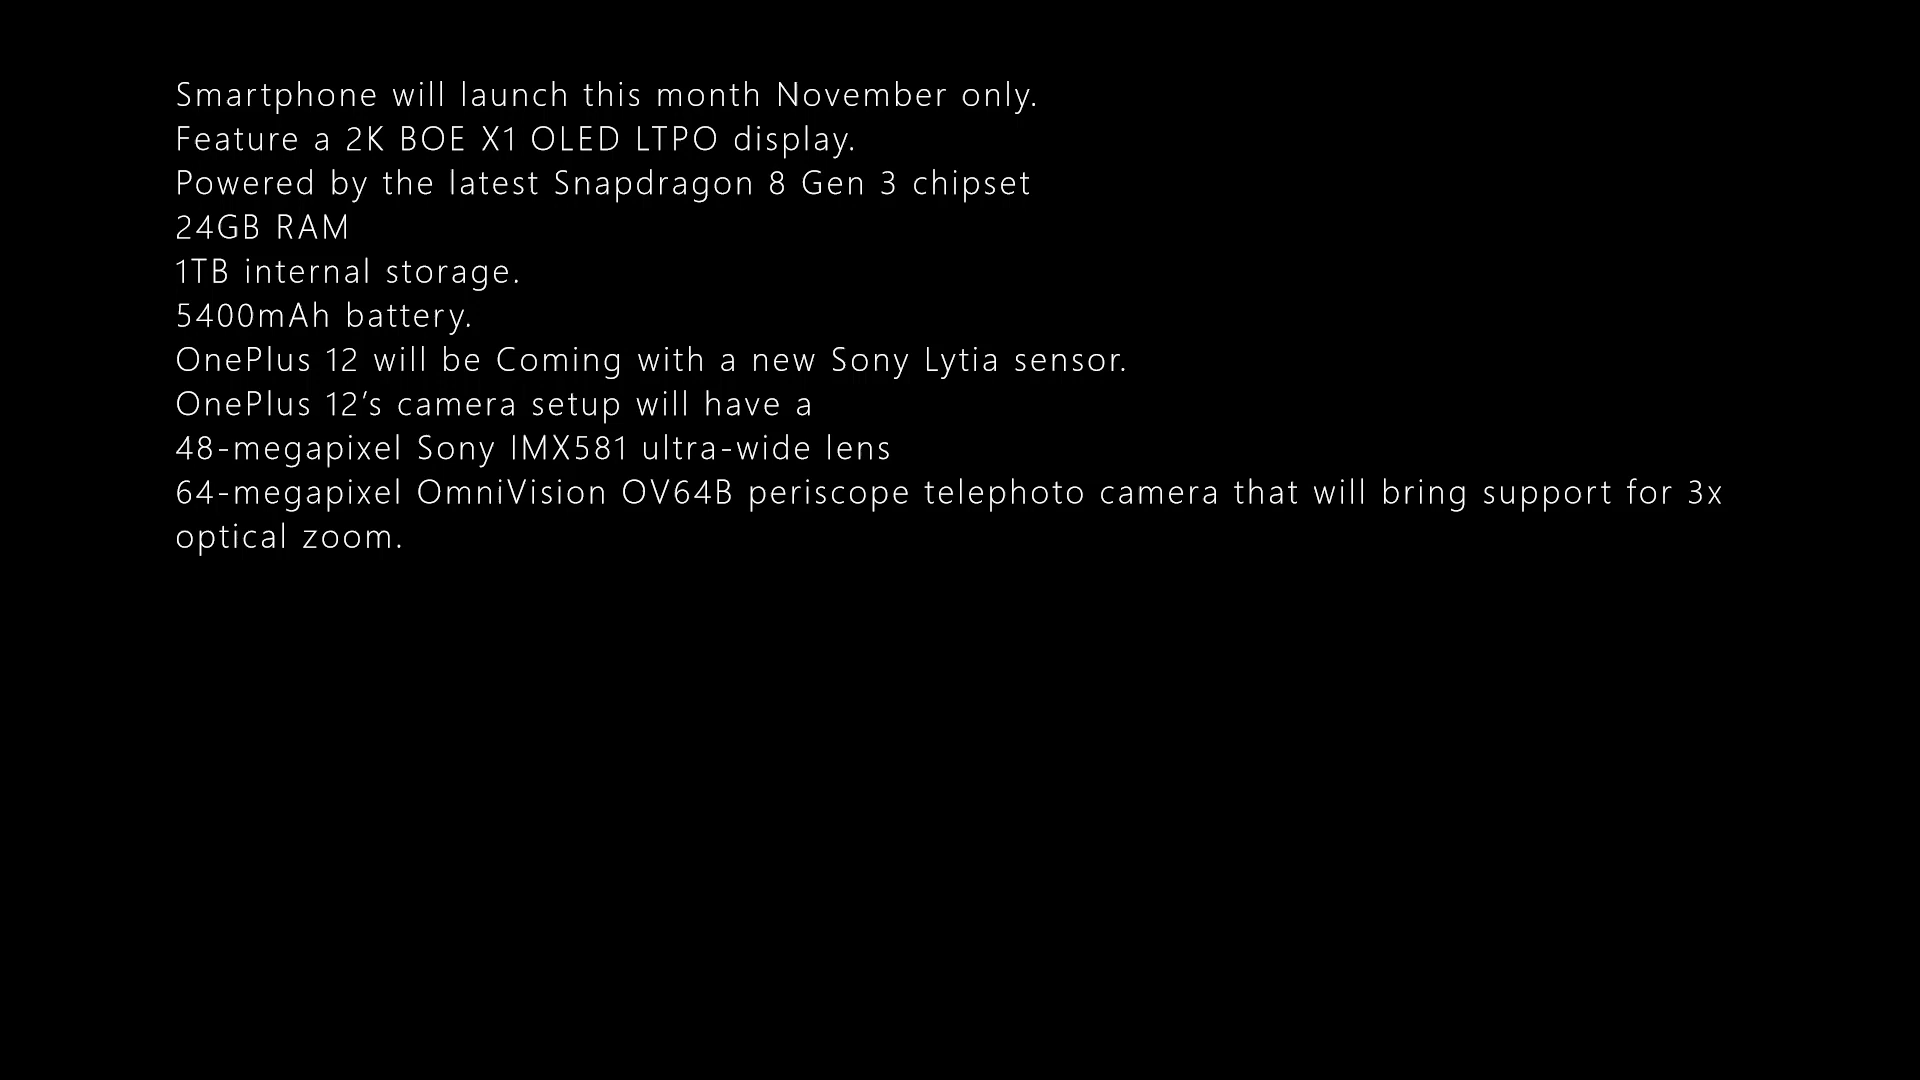 Smartphone will launch this month November only.
Feature a 2K BOE X1 OLED LTPO display.
Powered by the latest Snapdragon 8 Gen 3 chipset
24GB RAM
1TB internal storage.
5400mAh battery.
OnePlus 12 will be Coming with a new Sony Lytia sensor.
OnePlus 12’s camera setup will have a
48-megapixel Sony IMX581 ultra-wide lens
64-megapixel OmniVision OV64B periscope telephoto camera that will bring support for 3x
optical zoom.